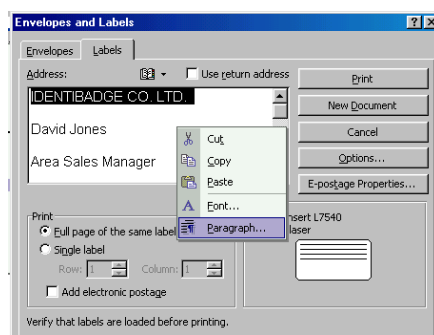 Envelopes and Labels
Envelopes Labels
Address: Use return address
IDENTIBADGE CO. LTD.
David Jones
Area Sales Manager
Print
New Document
Cancel
Options...
E-postage Properties...
Cut
Copy
Paste
Font...
Paragraph...
Print
Full page of the same label
Single label
Row: 1 Column: 1
Add electronic postage
nsert L7540
laser
Verify that labels are loaded before printing.